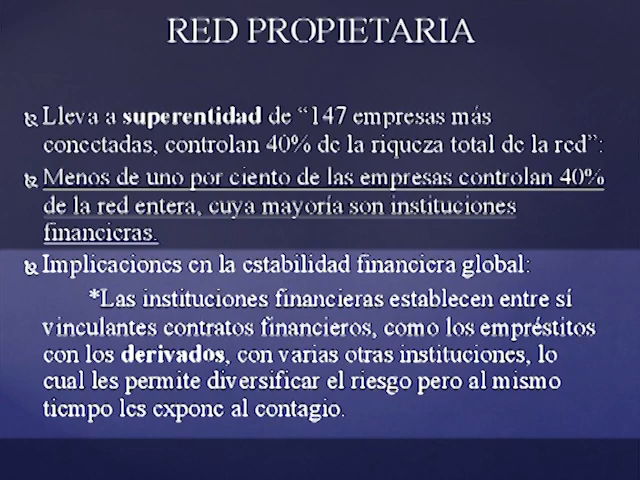 RED PROPIETARIA
Lleva a superentidad de “147 empresas más
conectadas, controlan 40% de la riqueza total de la red”:
Menos de uno por ciento de las empresas controlan 40%
de la red entera, cuya mayoría son instituciones
financieras.
Implicaciones en la estabilidad financiera global:
*Las instituciones financieras establecen entre sí
vinculantes contratos financieros, como los empréstitos
con los derivados, con varias otras instituciones, lo
cual les permite diversificar el riesgo pero al mismo
tiempo les expone al contagio.